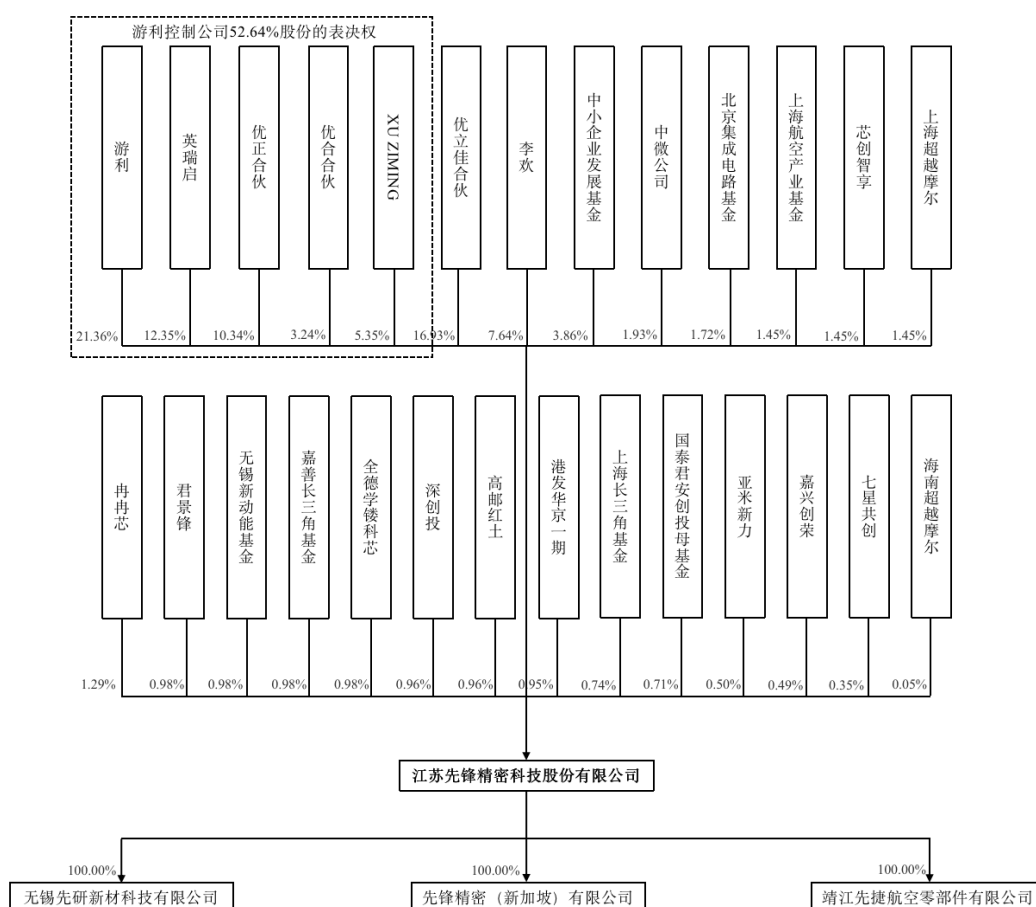 游利控制公司52.64%股份的表决权
游利
英瑞启
优正合伙
优合合伙
XU ZIMING
优立佳合伙
李欢
中小企业发展基金
中微公司
北京集成电路基金
上海航空产业基金
芯创智享
上海超越摩尔
21.36%
12.35%
10.34%
3.24%
5.35%
16.93%
7.64%
3.86%
1.93%
1.72%
1.45%
1.45%
1.45%
冉冉芯
君景锋
无锡新动能基金
嘉善长三角基金
全德学镂科芯
深创投
高邮红土
港发华京一期
上海长三角基金
国泰君安创投母基金
亚米新力
嘉兴创荣
七星共创
海南超越摩尔
1.29%
0.98%
0.98%
0.98%
0.98%
0.96%
0.96%
0.95%
0.74%
0.71%
0.50%
0.49%
0.35%
0.05%
江苏先锋精密科技股份有限公司
100.00%
100.00%
100.00%
无锡先研新材科技有限公司
先锋精密（新加坡）有限公司
靖江先捷航空零部件有限公司